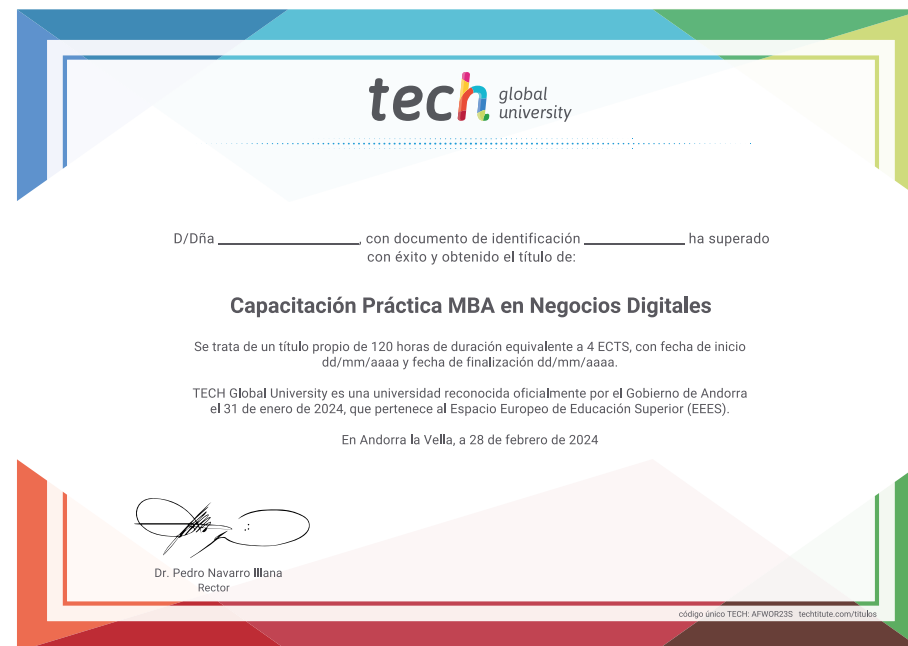 tech global university
D/Dña ____________________, con documento de identificación ______________ ha superado
con éxito y obtenido el título de:
Capacitación Práctica MBA en Negocios Digitales
Se trata de un título propio de 120 horas de duración equivalente a 4 ECTS, con fecha de inicio
dd/mm/aaaa y fecha de finalización dd/mm/aaaa.
TECH Global University es una universidad reconocida oficialmente por el Gobierno de Andorra
el 31 de enero de 2024, que pertenece al Espacio Europeo de Educación Superior (EEES).
En Andorra la Vella, a 28 de febrero de 2024
Dr. Pedro Navarro Illana
Rector
código único TECH: AFWOR23S techtitute.com/titulos